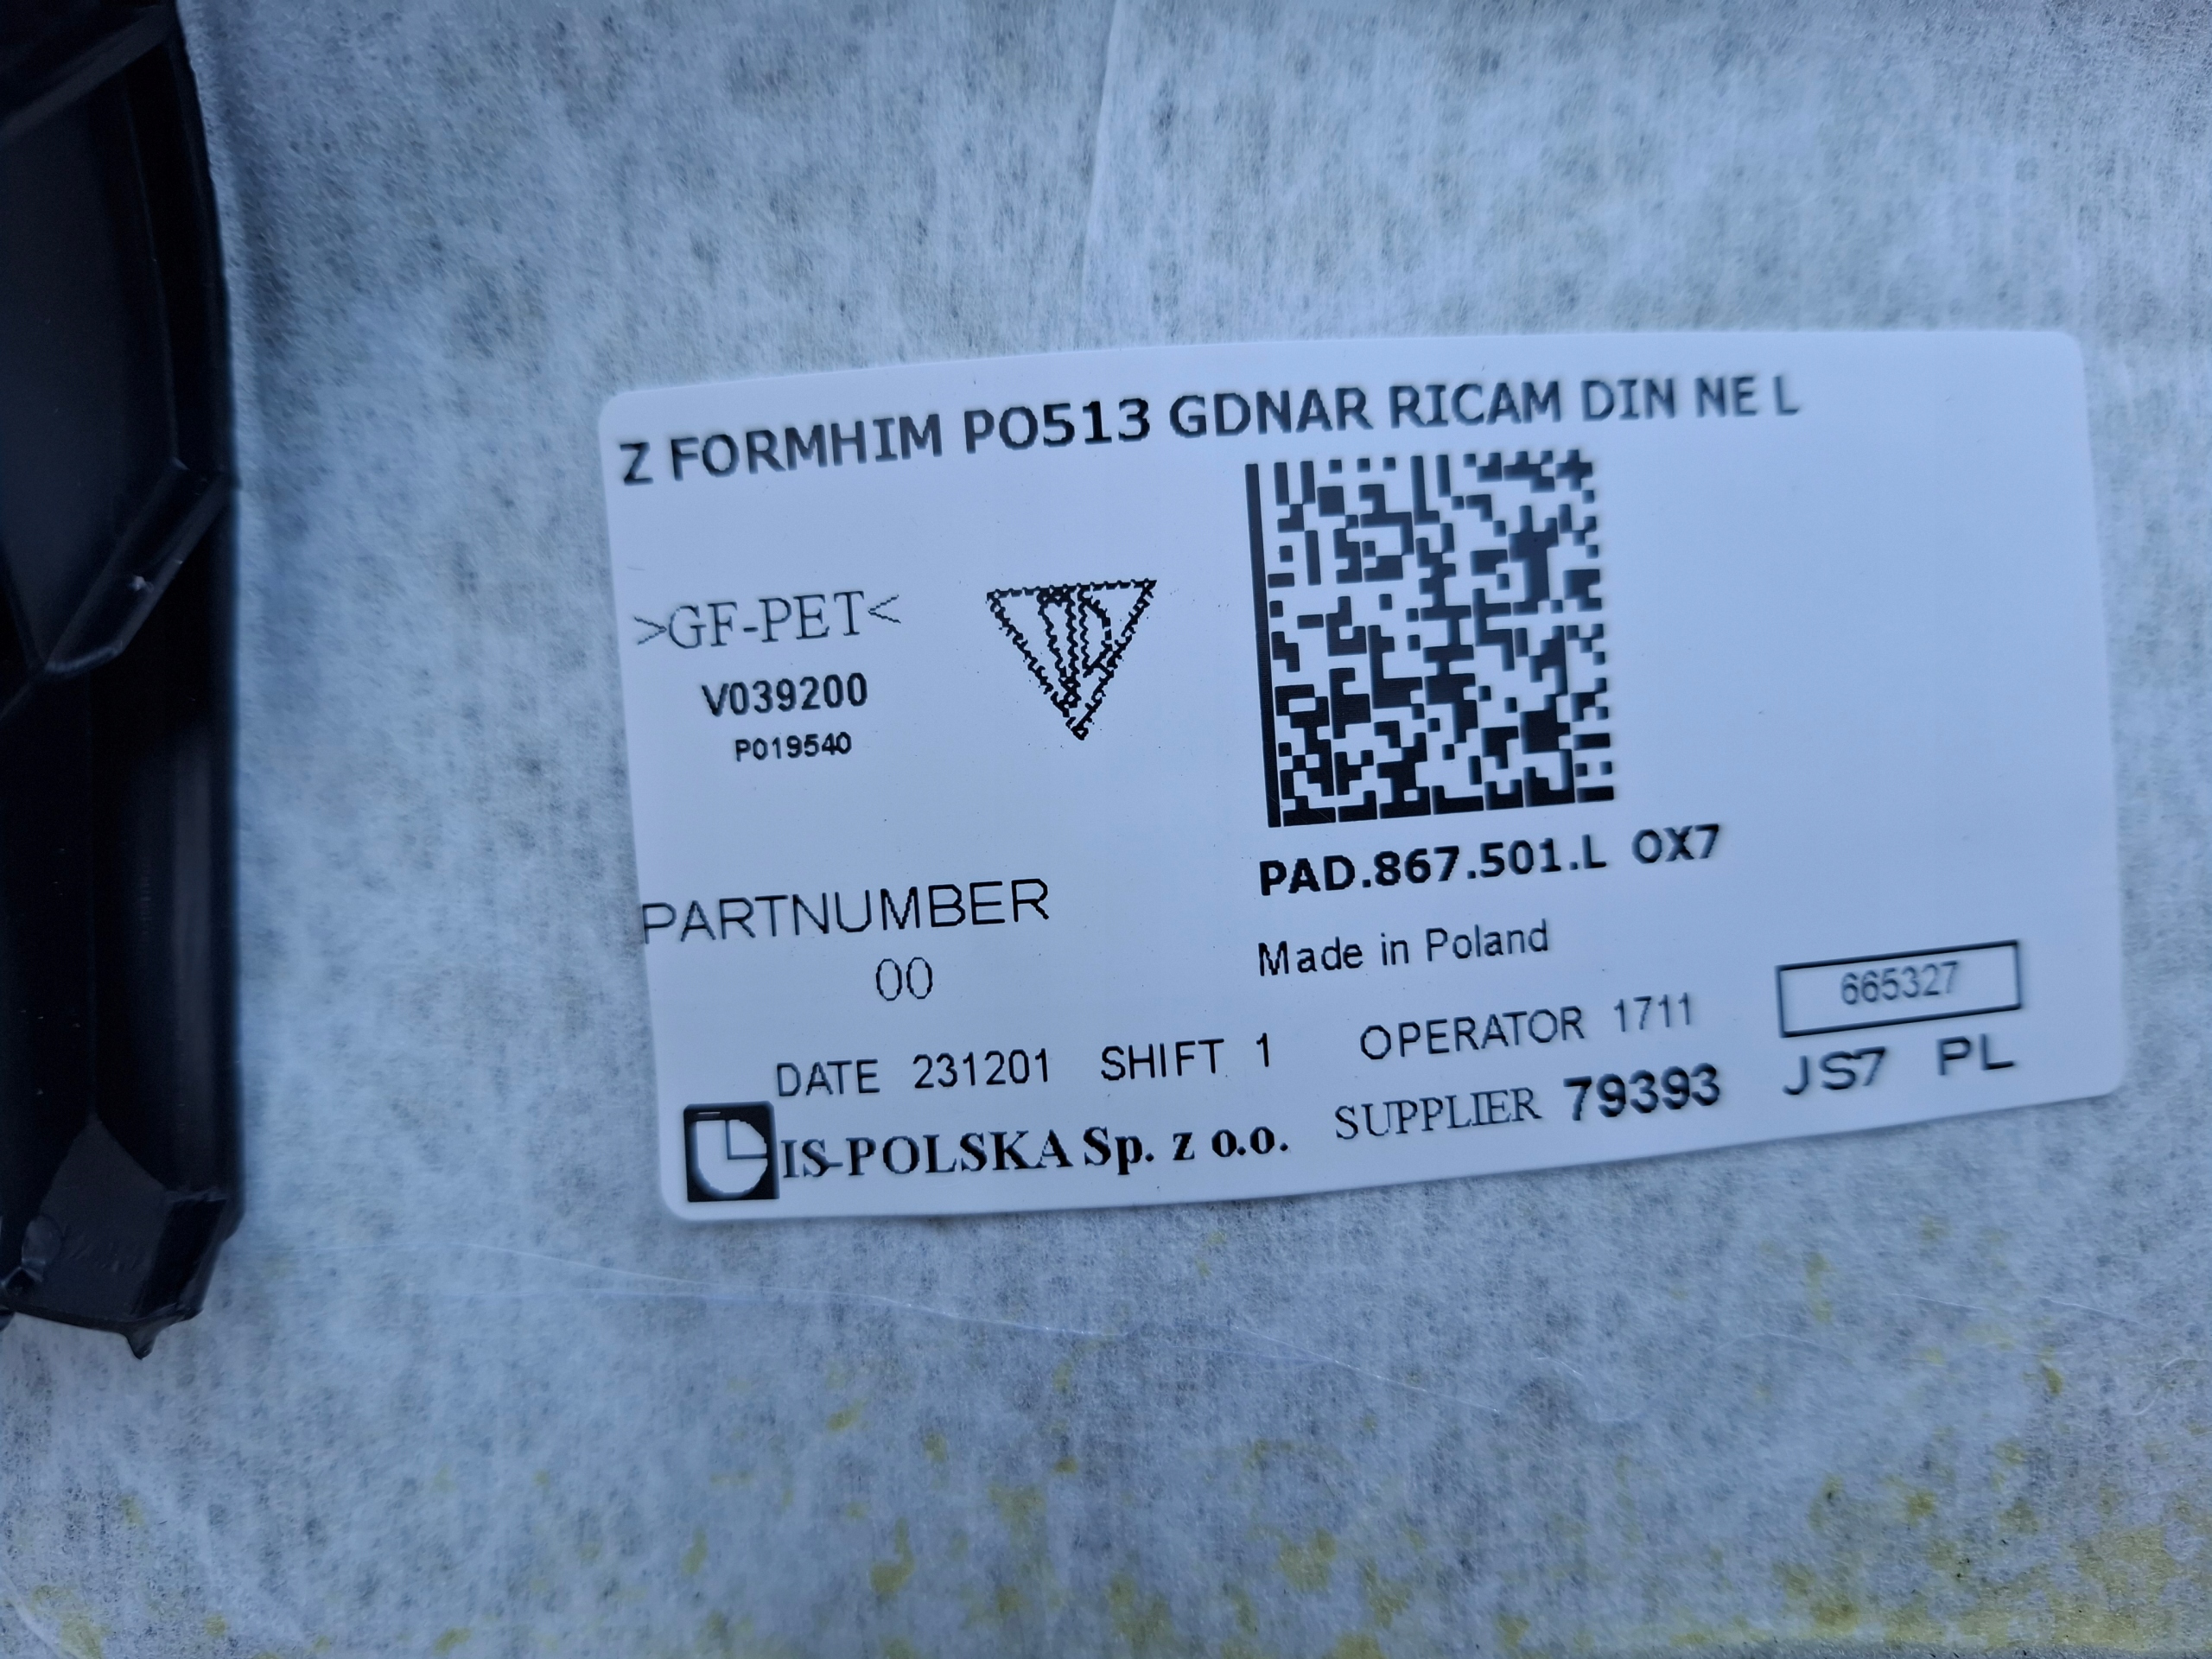 Z FORMHIM PO513 GDNAR RICAM DIN NE L
>GF-PET<
V039200
P019540
PAD.867.501.L OX7
PARTNUMBER
00
Made in Poland
665327
DATE 231201 SHIFT 1 OPERATOR 1711
JS7 PL
IS-POLSKA Sp. z o.o. SUPPLIER 79393